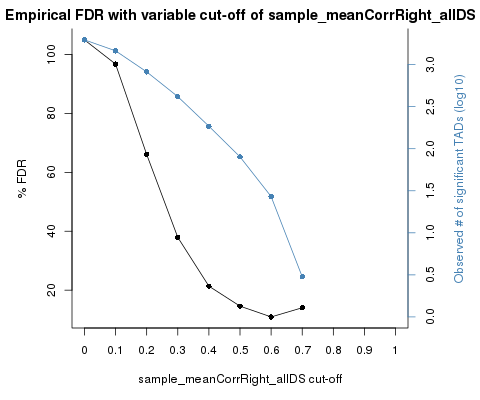 Empirical FDR with variable cut-off of sample_meanCorrRight_allDS
100
80
60
40
20
% FDR
3.0
2.5
2.0
1.5
1.0
0.5
0.0
Observed # of significant TADs (log10)
0 0.1 0.2 0.3 0.4 0.5 0.6 0.7 0.8 0.9 1
sample_meanCorrRight_allDS cut-off